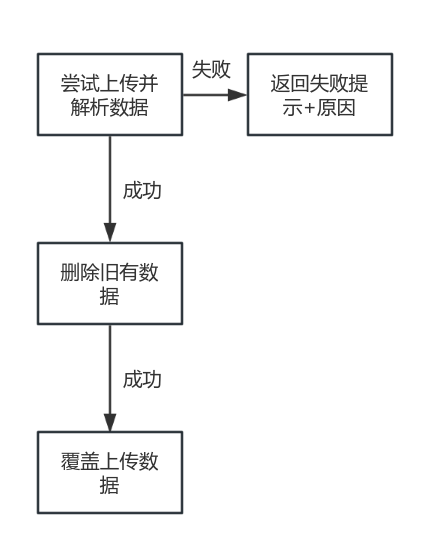 尝试上传并
解析数据
失败
返回失败提
示+原因
成功
删除旧有数
据
成功
覆盖上传数
据